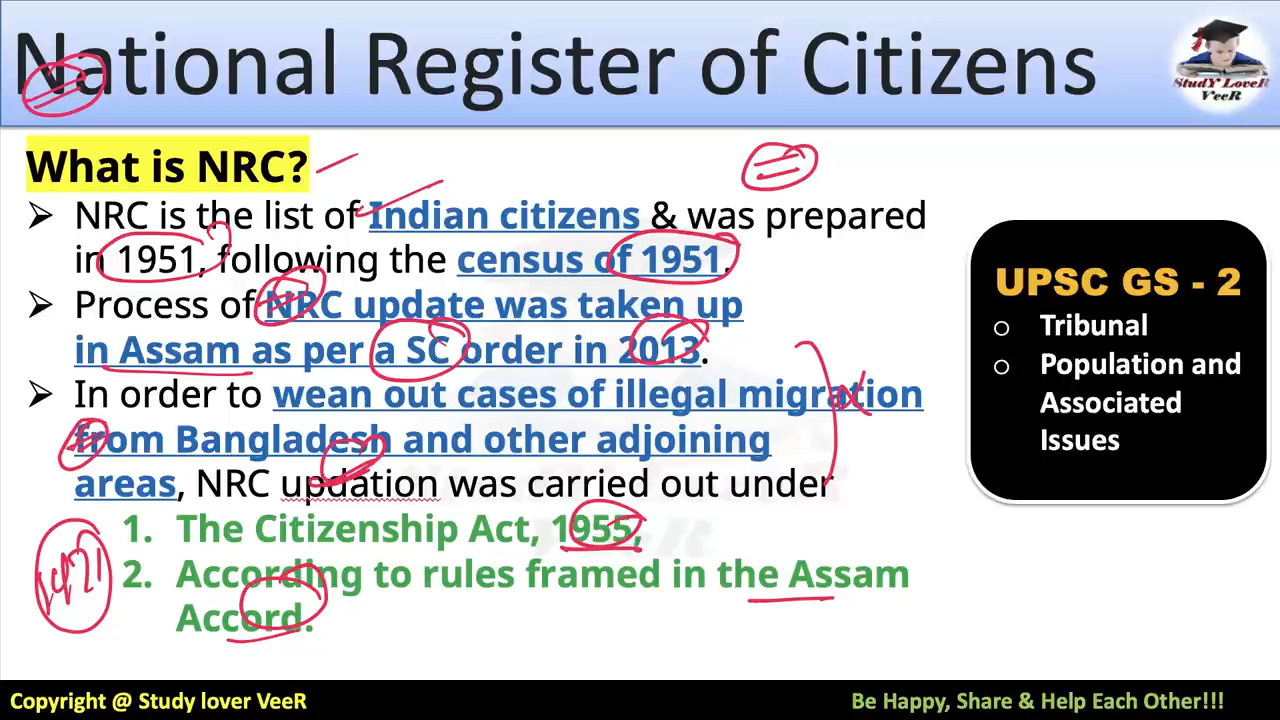 National Register of Citizens
StudY LoveR
VeeR
What is NRC?
➢ NRC is the list of Indian citizens & was prepared
in 1951, following the census of 1951.
➢ Process of NRC update was taken up
in Assam as per a SC order in 2013.
➢ In order to wean out cases of illegal migration
from Bangladesh and other adjoining
areas, NRC updation was carried out under
1. The Citizenship Act, 1955,
2. According to rules framed in the Assam
Accord.
UPSC GS - 2
○ Tribunal
○ Population and
Associated
Issues
Copyright @ Study lover VeeR
Be Happy, Share & Help Each Other!!!